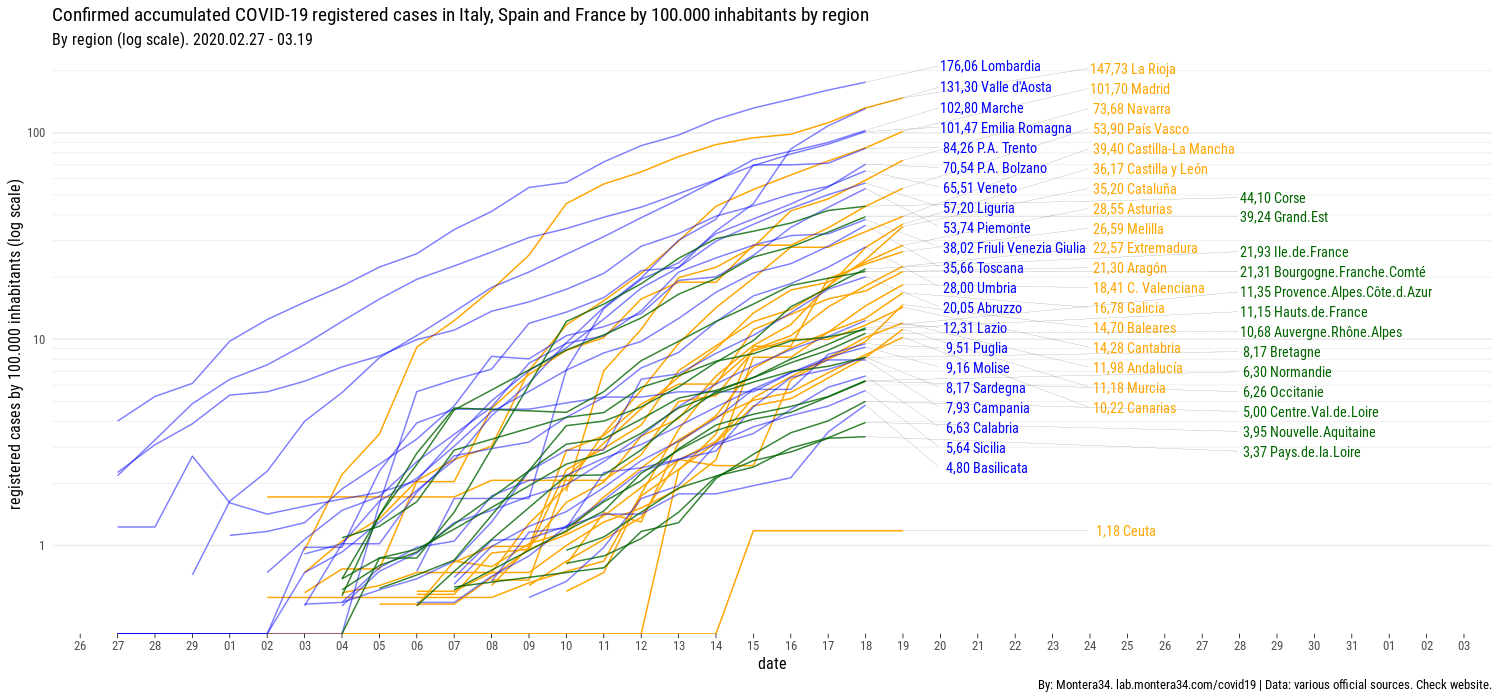 Confirmed accumulated COVID-19 registered cases in Italy, Spain and France by 100.000 inhabitants by region
By region (log scale). 2020.02.27 - 03.19
registered cases by 100.000 inhabitants (log scale)
100
10
1
176,06 Lombardia
131,30 Valle d'Aosta
102,80 Marche
101,47 Emilia Romagna
84,26 P.A. Trento
70,54 P.A. Bolzano
65,51 Veneto
57,20 Liguria
53,74 Piemonte
38,02 Friuli Venezia Giulia
35,66 Toscana
28,00 Umbria
20,05 Abruzzo
12,31 Lazio
9,51 Puglia
9,16 Molise
8,17 Sardegna
7,93 Campania
6,63 Calabria
5,64 Sicilia
4,80 Basilicata
147,73 La Rioja
101,70 Madrid
73,68 Navarra
53,90 País Vasco
39,40 Castilla-La Mancha
36,17 Castilla y León
35,20 Cataluña
28,55 Asturias
26,59 Melilla
22,57 Extremadura
21,30 Aragón
18,41 C. Valenciana
16,78 Galicia
14,70 Baleares
14,28 Cantabria
11,98 Andalucía
11,18 Murcia
10,22 Canarias
1,18 Ceuta
44,10 Corse
39,24 Grand.Est
21,93 Ile.de.France
21,31 Bourgogne.Franche.Comté
11,35 Provence.Alpes.Côte.d.Azur
11,15 Hauts.de.France
10,68 Auvergne.Rhône.Alpes
8,17 Bretagne
6,30 Normandie
6,26 Occitanie
5,00 Centre.Val.de.Loire
3,95 Nouvelle.Aquitaine
3,37 Pays.de.la.Loire
26 27 28 29 01 02 03 04 05 06 07 08 09 10 11 12 13 14 15 16 17 18 19 20 21 22 23 24 25 26 27 28 29 30 31 01 02 03
date
By: Montera34. lab.montera34.com/covid19 | Data: various official sources. Check website.